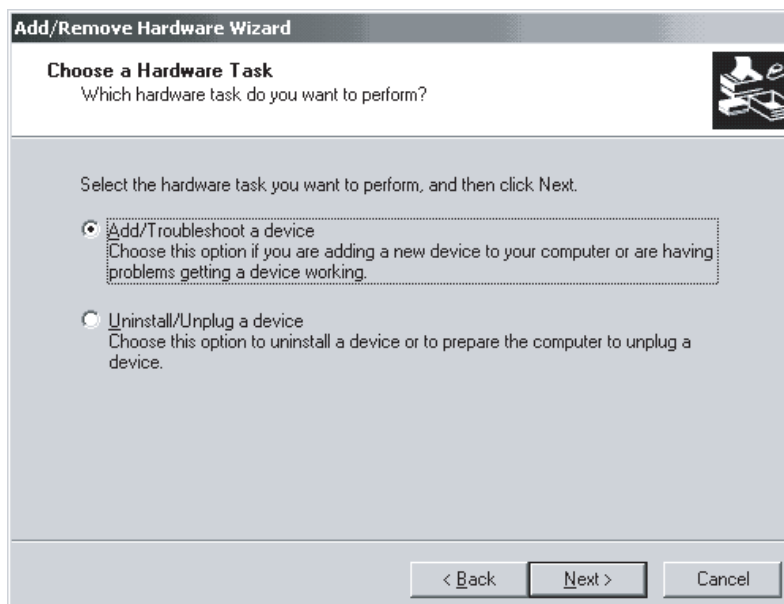 Add/Remove Hardware Wizard
Choose a Hardware Task
Which hardware task do you want to perform?
Select the hardware task you want to perform, and then click Next.
Add/Troubleshoot a device
Choose this option if you are adding a new device to your computer or are having
problems getting a device working.
Uninstall/Unplug a device
Choose this option to uninstall a device or to prepare the computer to unplug a
device.
< Back
Next >
Cancel